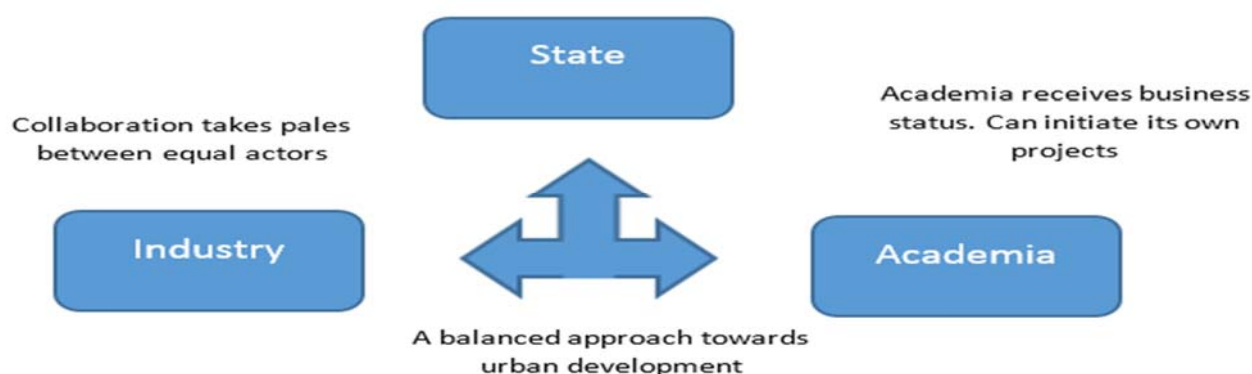 State
Collaboration takes pales
between equal actors
Academia receives business
status. Can initiate its own
projects
Industry
Academia
A balanced approach towards
urban development